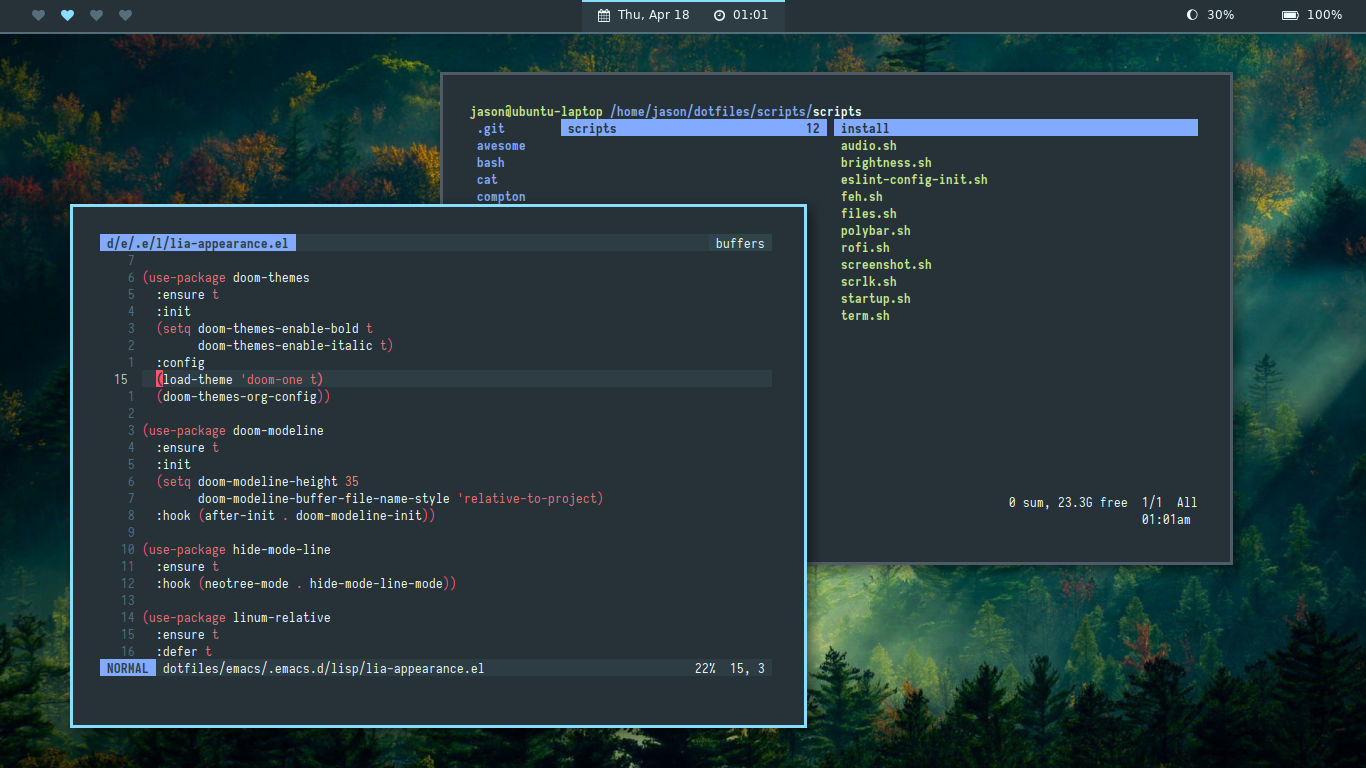 Thu, Apr 18 01:01 30% 100%
jason@ubuntu-laptop /home/jason/dotfiles/scripts/scripts
.git scripts 12 install
awesome audio.sh
bash brightness.sh
cat eslint-config-init.sh
compton feh.sh
files.sh
polybar.sh
rofi.sh
screenshot.sh
scrlk.sh
startup.sh
term.sh
0 sum, 23.3G free 1/1 All
01:01am
d/e/.e/l/lia-appearance.el buffers
7
6 (use-package doom-themes
5   :ensure t
4   :init
3   (setq doom-themes-enable-bold t
2         doom-themes-enable-italic t)
1   :config
15   (load-theme 'doom-one t)
1   (doom-themes-org-config))
2
3 (use-package doom-modeline
4   :ensure t
5   :init
6   (setq doom-modeline-height 35
7         doom-modeline-buffer-file-name-style 'relative-to-project)
8   :hook (after-init . doom-modeline-init))
9
10 (use-package hide-mode-line
11   :ensure t
12   :hook (neotree-mode . hide-mode-line-mode))
13
14 (use-package linum-relative
15   :ensure t
16   :defer t
NORMAL dotfiles/emacs/.emacs.d/lisp/lia-appearance.el 22% 15, 3